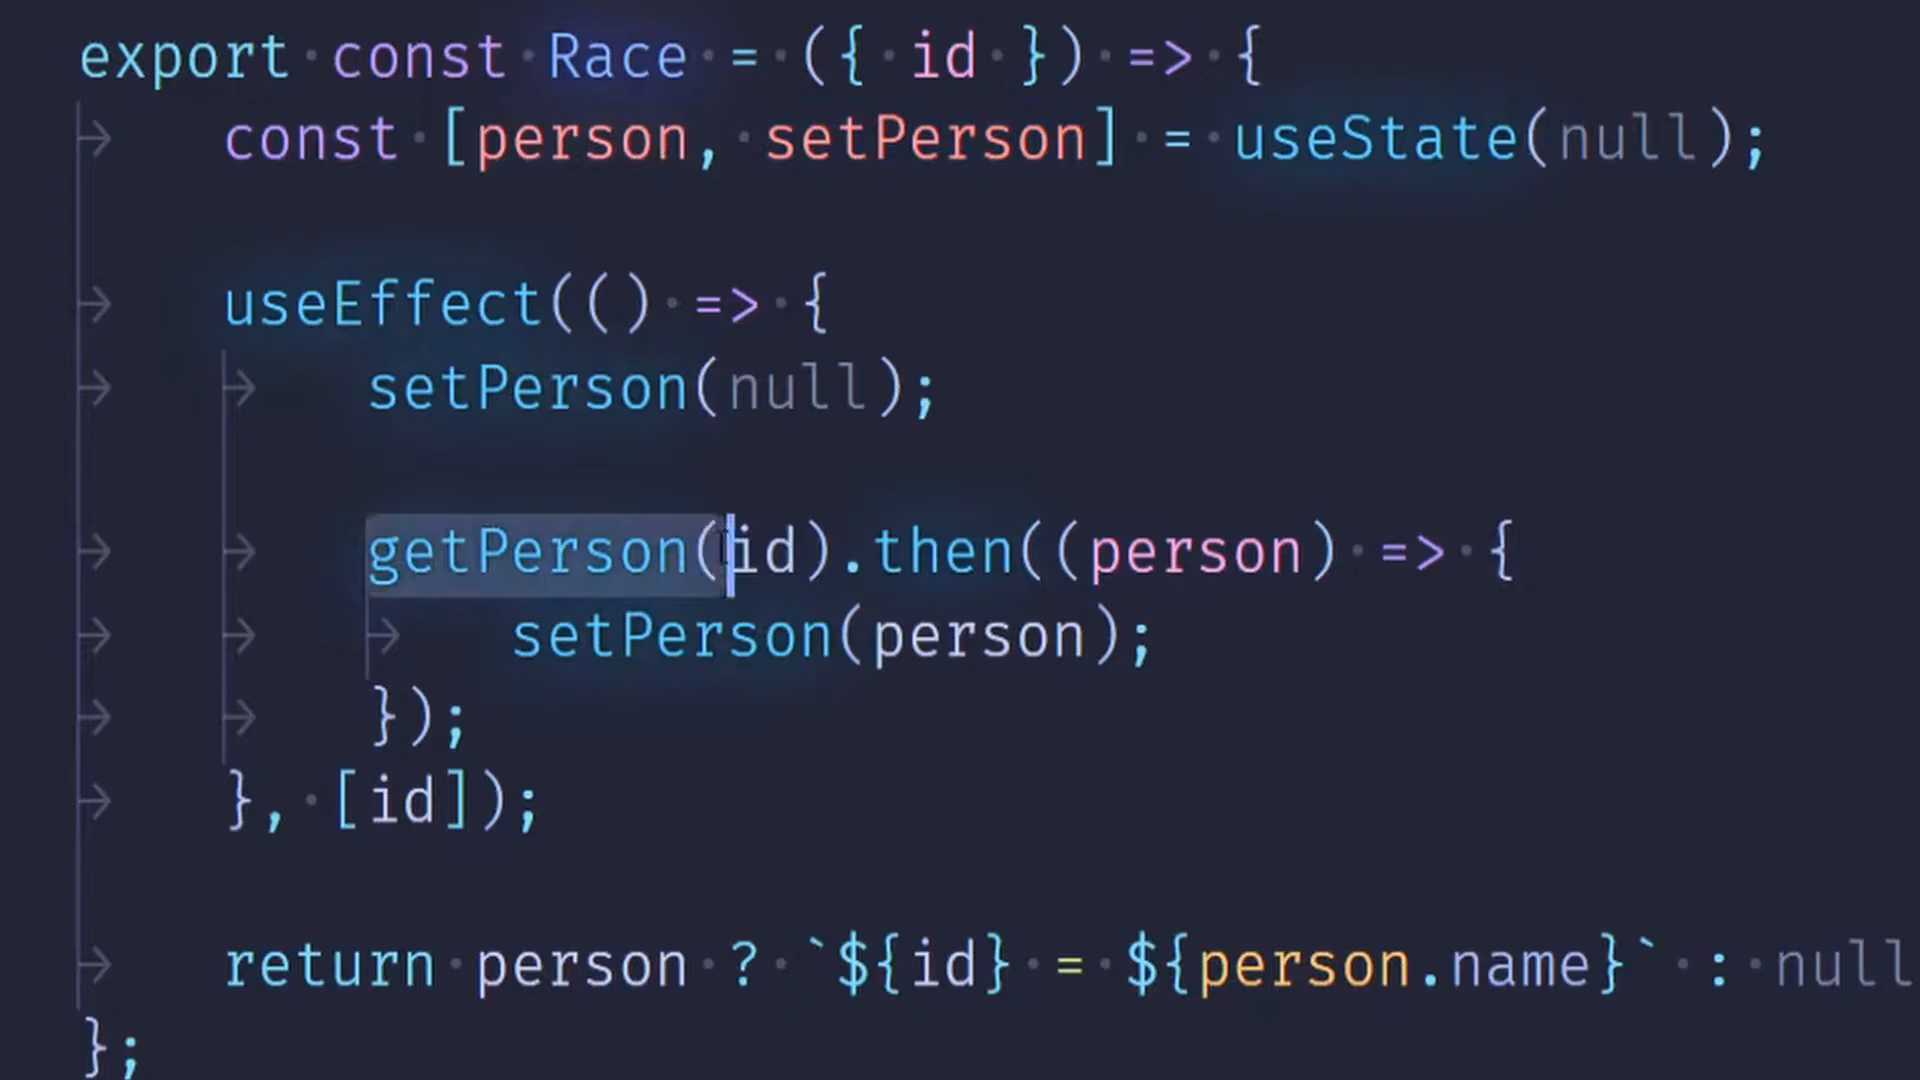 export const Race = ({ id }) => {
const [person, setPerson] = useState(null);
useEffect(() => {
setPerson(null);
getPerson(id).then((person) => {
setPerson(person);
});
}, [id]);
return person ? `${id} = ${person.name}` : null
};